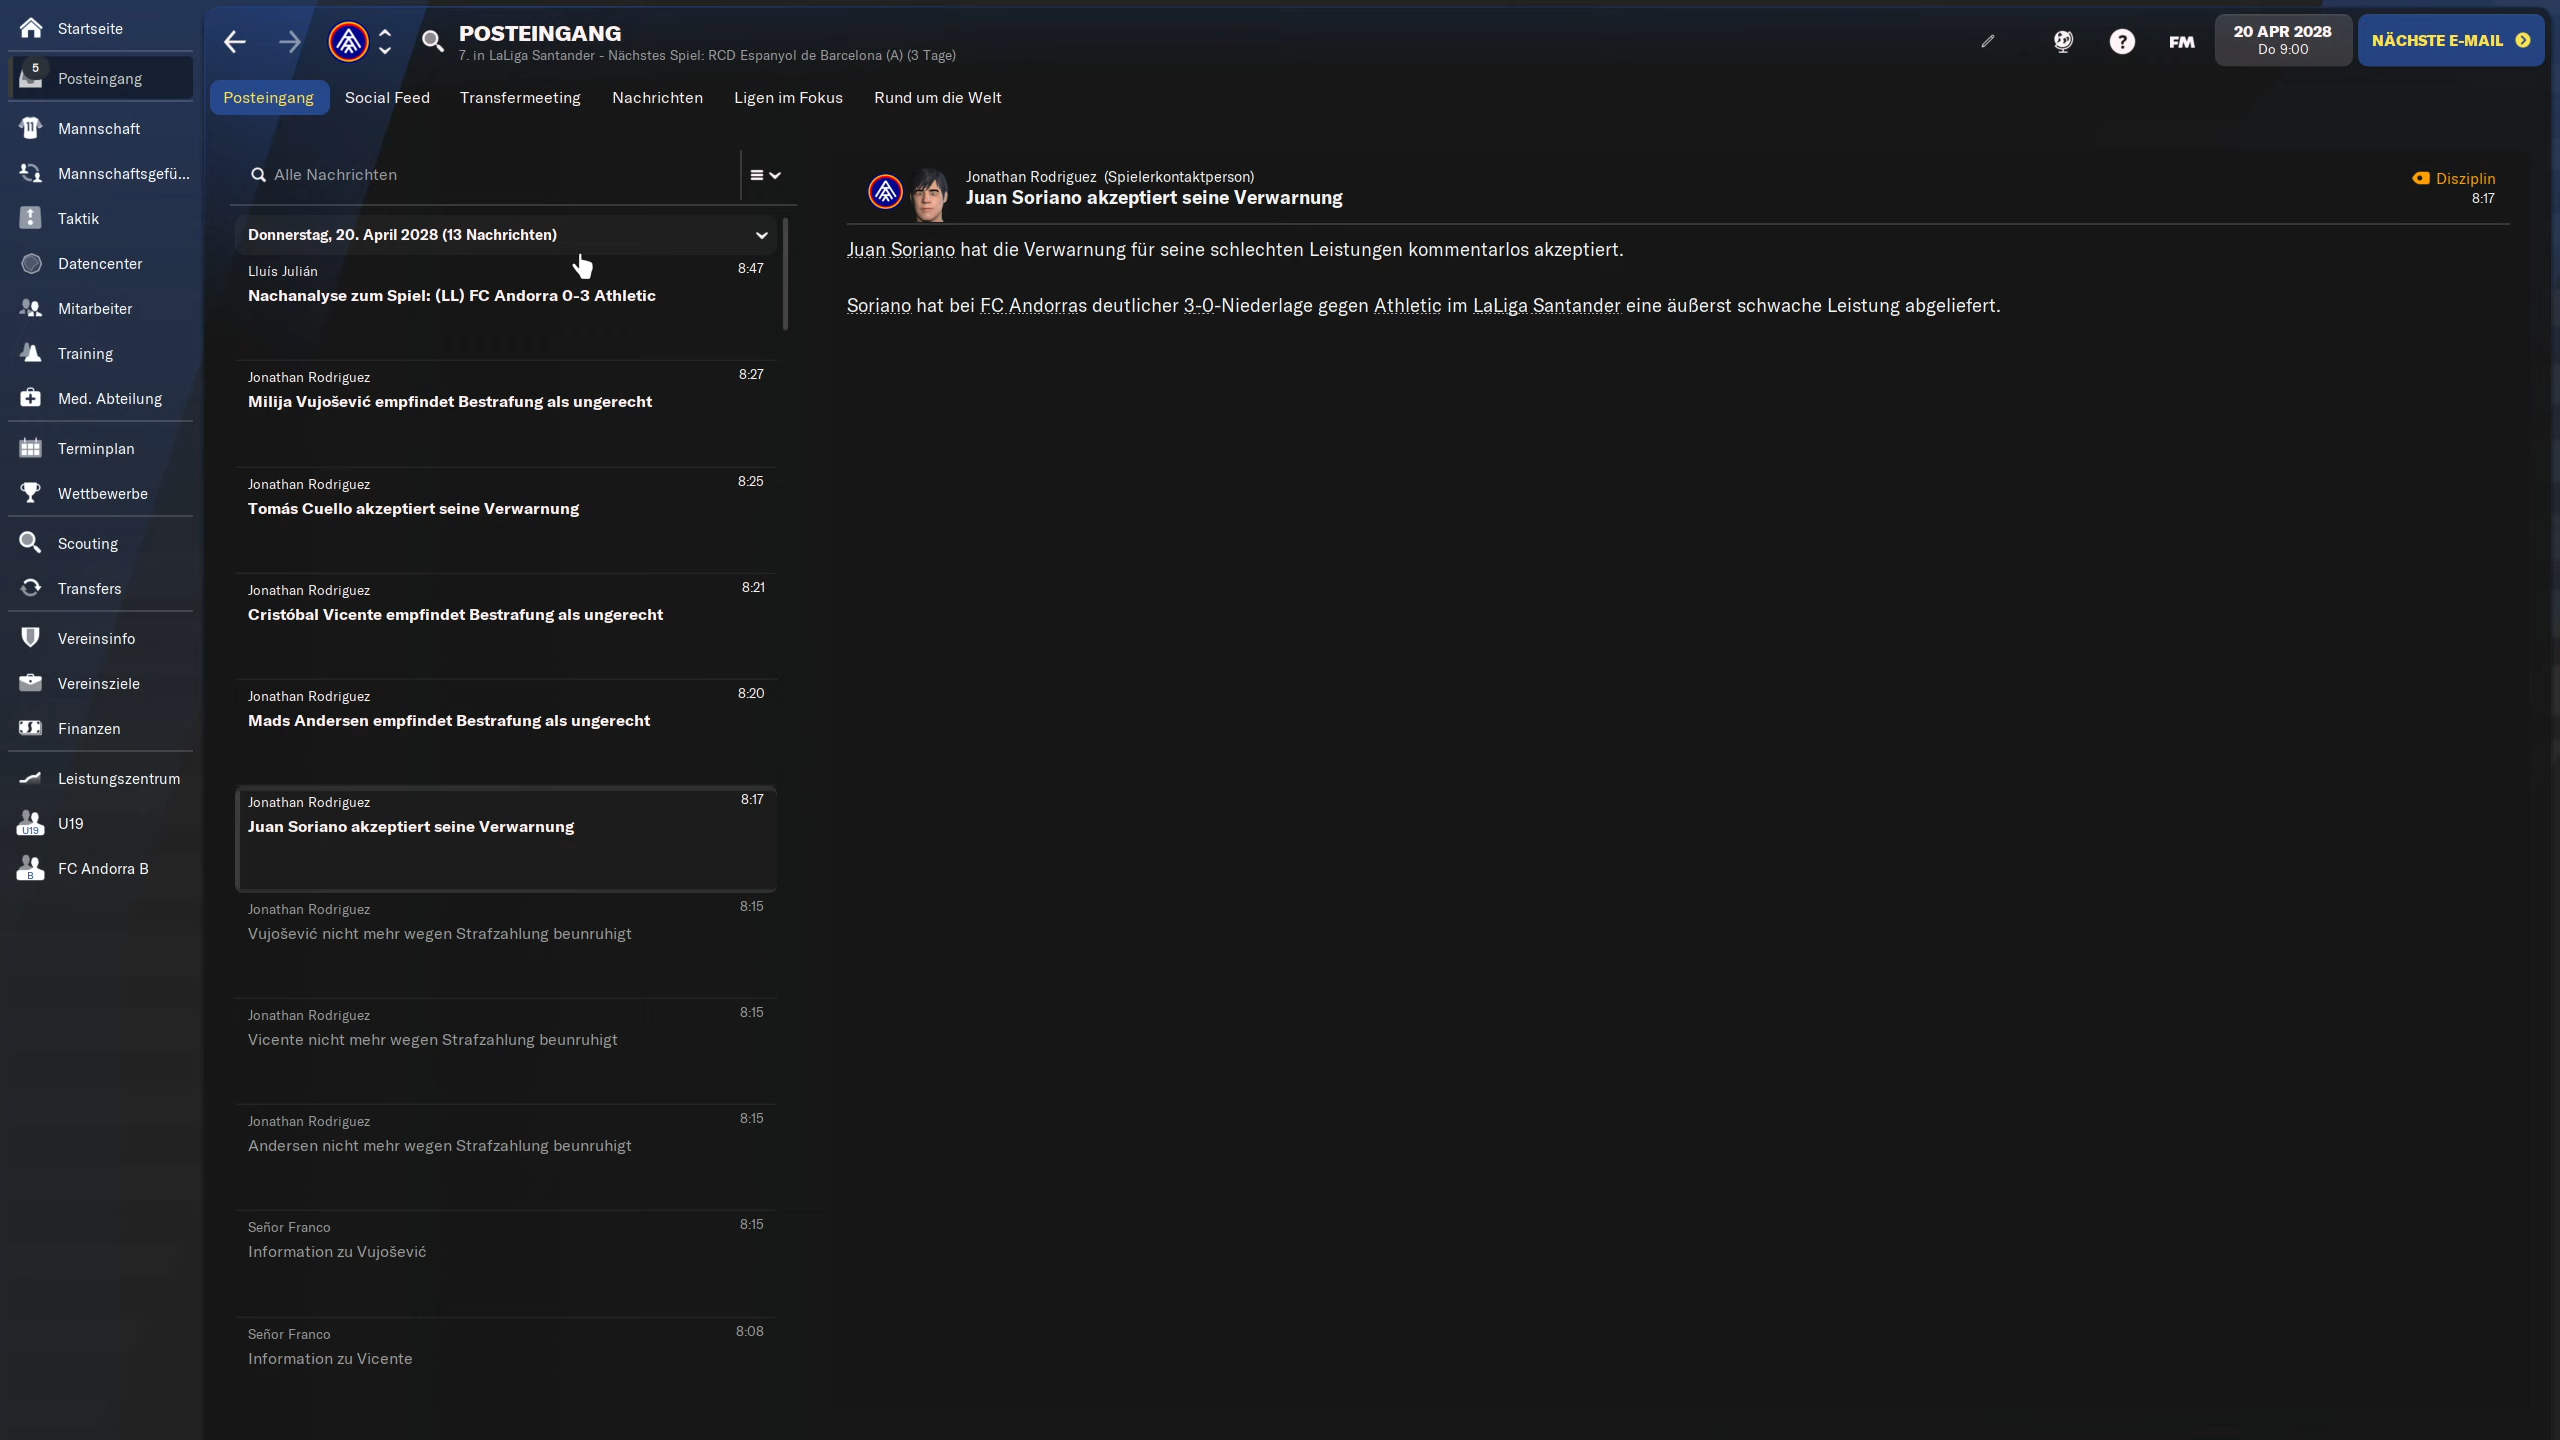 Startseite
5
Posteingang
Mannschaft
Mannschaftsgefü...
Taktik
Datencenter
Mitarbeiter
Training
Med. Abteilung
Terminplan
Wettbewerbe
Scouting
Transfers
Vereinsinfo
Vereinsziele
Finanzen
Leistungszentrum
U19
U19
B
FC Andorra B
POSTEINGANG
7. in LaLiga Santander - Nächstes Spiel: RCD Espanyol de Barcelona (A) (3 Tage)
FM
20 APR 2028
Do 9:00
NÄCHSTE E-MAIL
Posteingang Social Feed Transfermeeting Nachrichten Ligen im Fokus Rund um die Welt
Alle Nachrichten
Donnerstag, 20. April 2028 (13 Nachrichten)
Lluís Julián 8:47
Nachanalyse zum Spiel: (LL) FC Andorra 0-3 Athletic
Jonathan Rodriguez 8:27
Milija Vujošević empfindet Bestrafung als ungerecht
Jonathan Rodriguez 8:25
Tomás Cuello akzeptiert seine Verwarnung
Jonathan Rodriguez 8:21
Cristóbal Vicente empfindet Bestrafung als ungerecht
Jonathan Rodriguez 8:20
Mads Andersen empfindet Bestrafung als ungerecht
Jonathan Rodriguez 8:17
Juan Soriano akzeptiert seine Verwarnung
Jonathan Rodriguez 8:15
Vujošević nicht mehr wegen Strafzahlung beunruhigt
Jonathan Rodriguez 8:15
Vicente nicht mehr wegen Strafzahlung beunruhigt
Jonathan Rodriguez 8:15
Andersen nicht mehr wegen Strafzahlung beunruhigt
Señor Franco 8:15
Information zu Vujošević
Señor Franco 8:08
Information zu Vicente
Jonathan Rodriguez (Spielerkontaktperson)
Juan Soriano akzeptiert seine Verwarnung
Disziplin
8:17
Juan Soriano hat die Verwarnung für seine schlechten Leistungen kommentarlos akzeptiert.
Soriano hat bei FC Andorras deutlicher 3-0-Niederlage gegen Athletic im LaLiga Santander eine äußerst schwache Leistung abgeliefert.